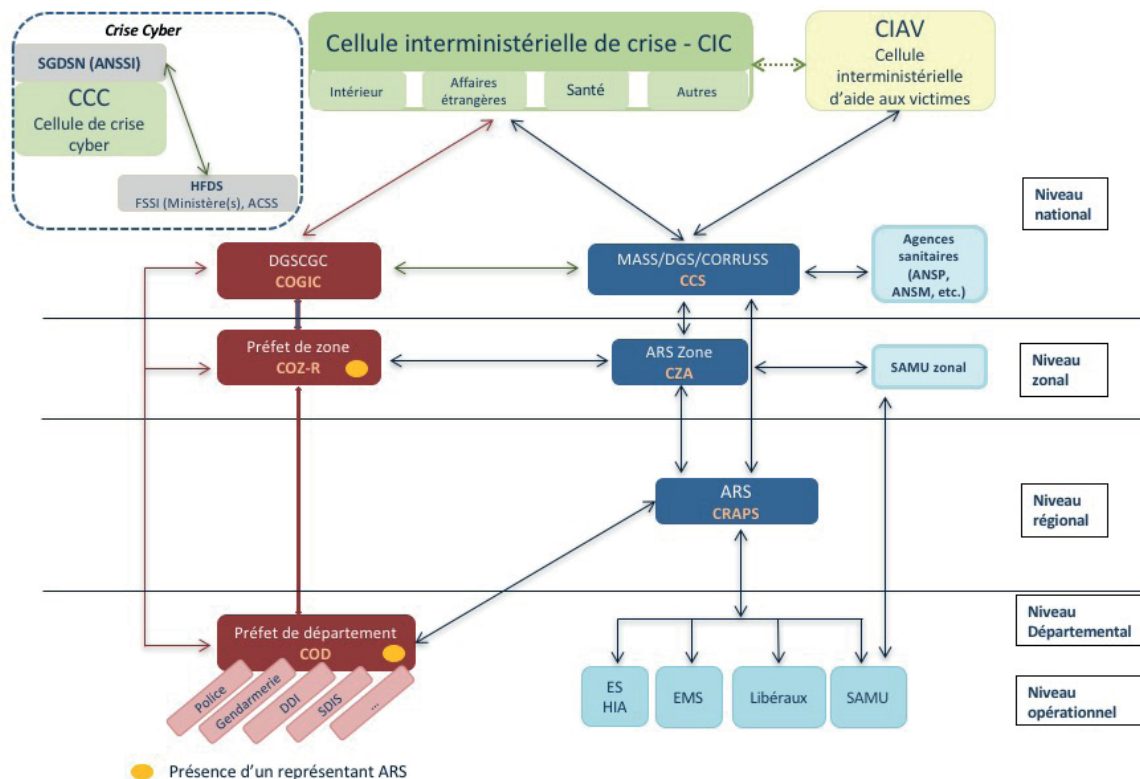 Crise Cyber
SGDSN (ANSSI)
CCC
Cellule de crise
cyber
HFDS
FSSI (Ministère(s), ACSS
Cellule interministérielle de crise - CIC
Intérieur
Affaires
étrangères
Santé
Autres
CIAV
Cellule
interministérielle
d'aide aux victimes
Niveau
national
DGSCGC
COGIC
MASS/DGS/CORRUSS
CCS
Agences
sanitaires
(ANSP,
ANSM, etc.)
Préfet de zone
COZ-R
ARS Zone
CZA
SAMU zonal
Niveau
zonal
ARS
CRAPS
Niveau
régional
Préfet de département
COD
Niveau
Départemental
Police
Gendarmerie
DDI
SDIS
...
ES
HIA
EMS
Libéraux
SAMU
Niveau
opérationnel
Présence d'un représentant ARS